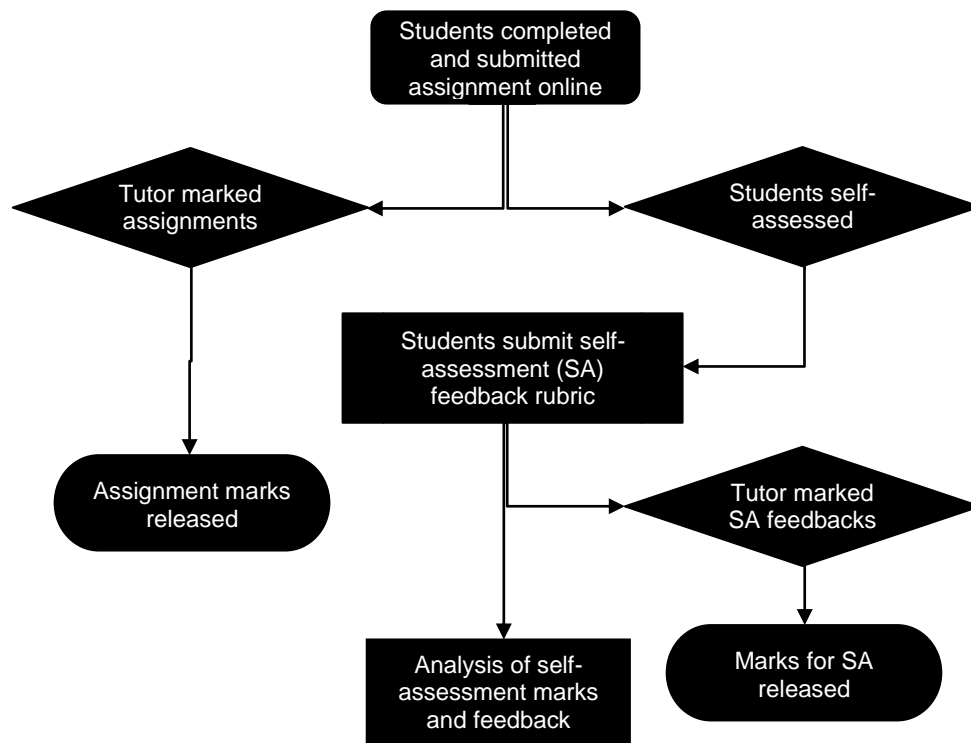 Students completed
and submitted
assignment online
Tutor marked
assignments
Students self-
assessed
Students submit self-
assessment (SA)
feedback rubric
Assignment marks
released
Tutor marked
SA feedbacks
Analysis of self-
assessment marks
and feedback
Marks for SA
released